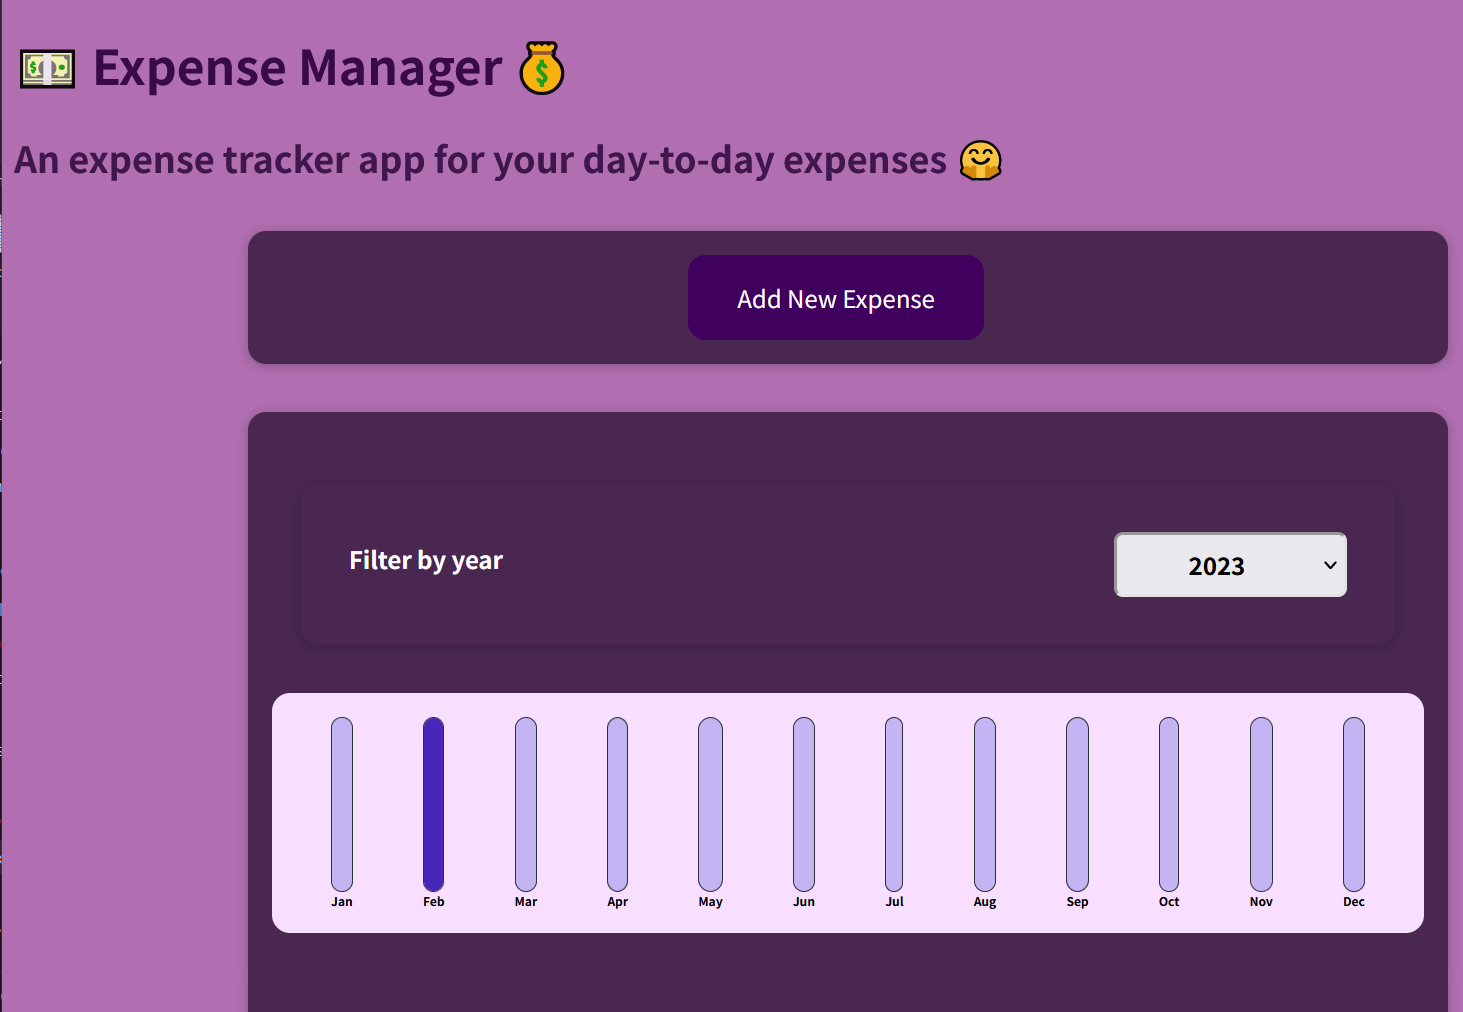 Expense Manager
An expense tracker app for your day-to-day expenses
Add New Expense
Filter by year
2023
Jan Feb Mar Apr May Jun Jul Aug Sep Oct Nov Dec